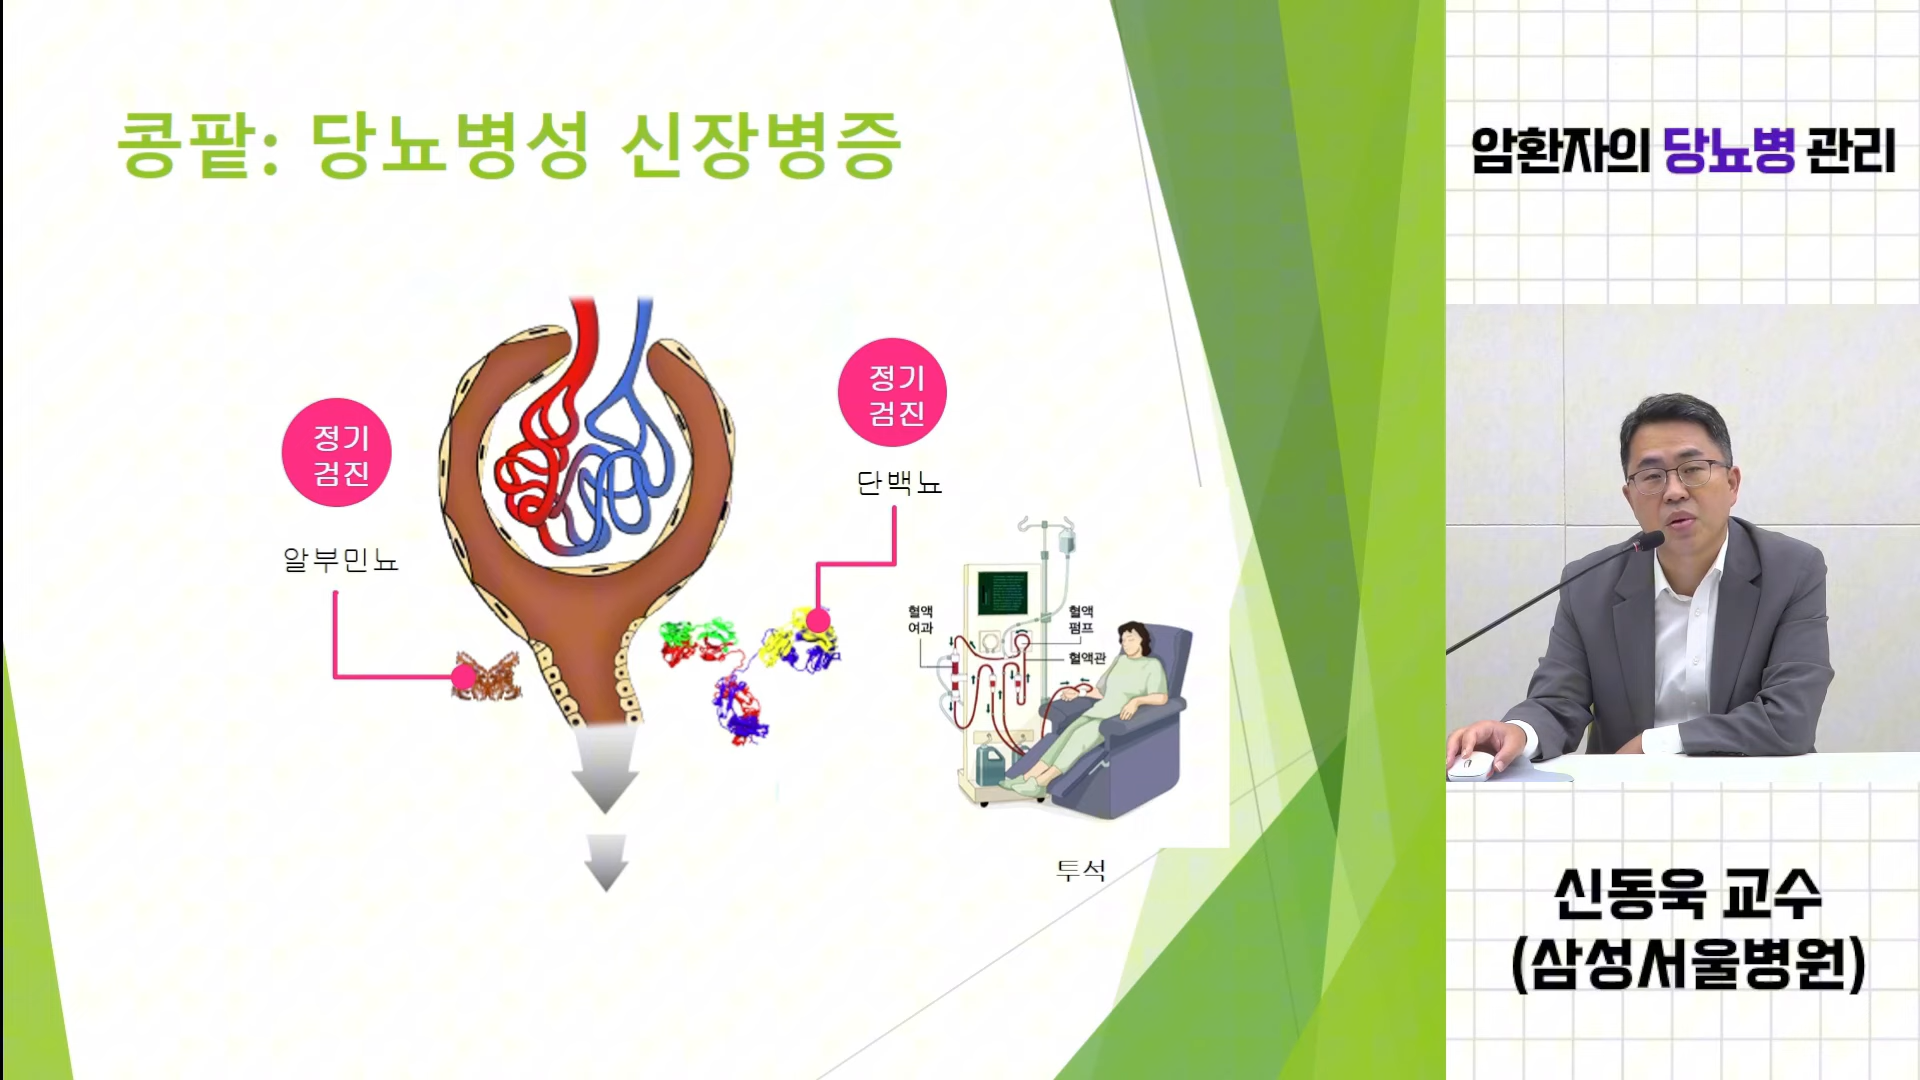 콩팥: 당뇨병성 신장병증
정기
검진
알부민뇨
정기
검진
단백뇨
혈액
여과
혈액
펌프
혈액관
투석
암환자의 당뇨병 관리
신동욱 교수
(삼성서울병원)